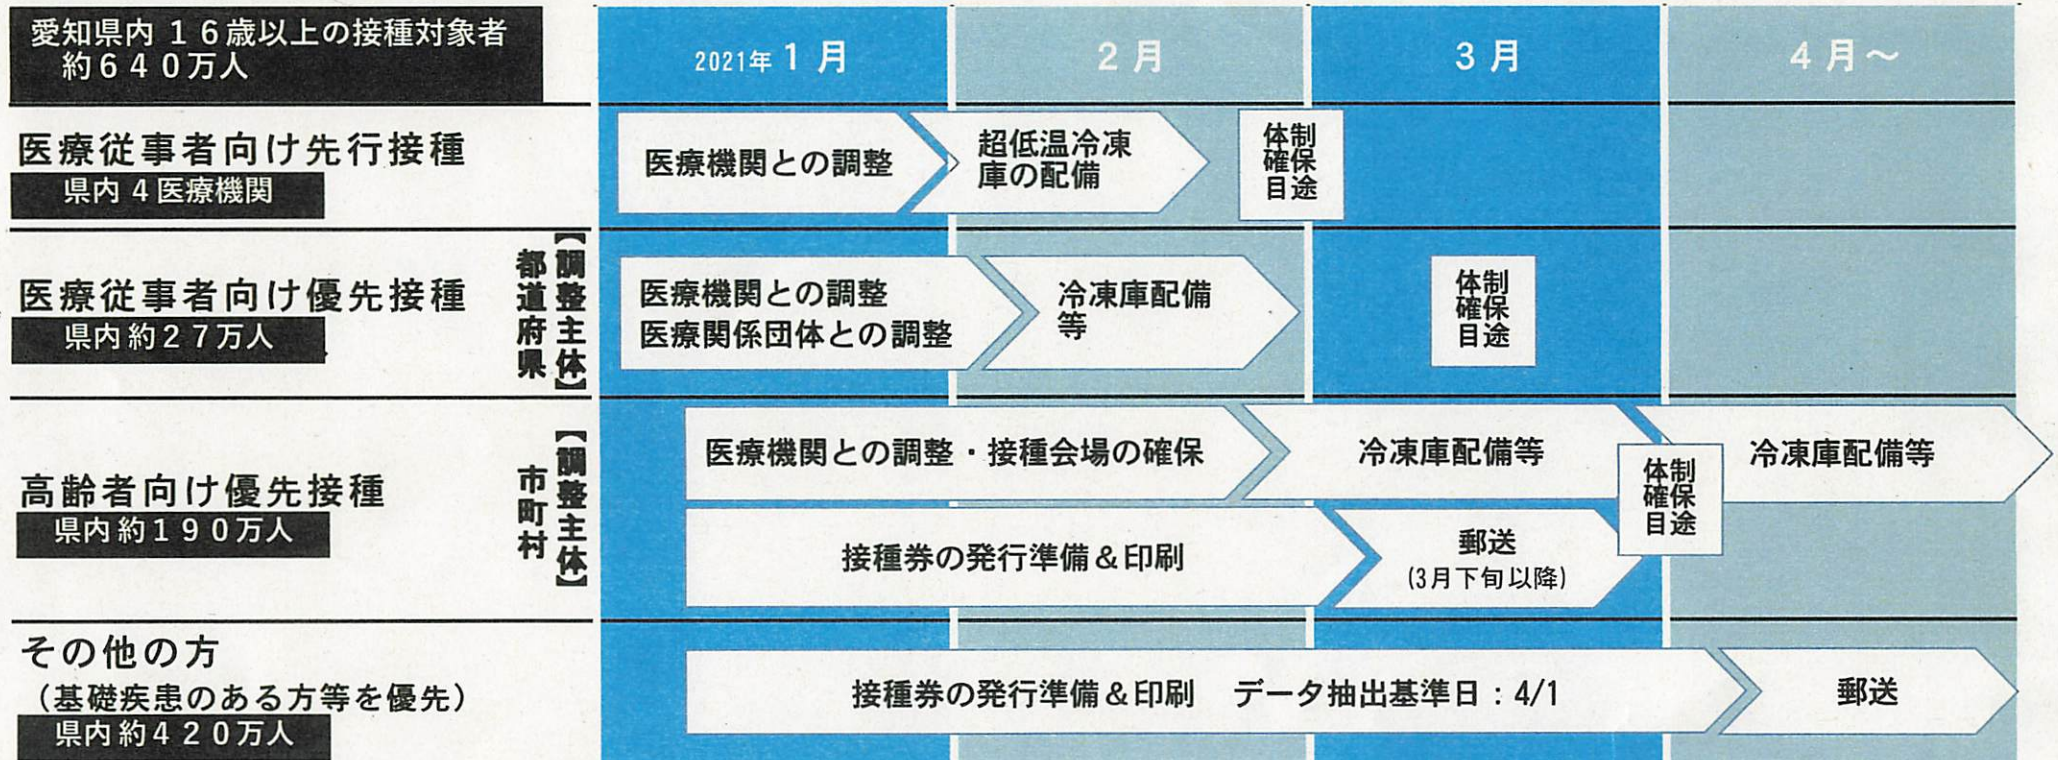 愛知県内 16歳以上の接種対象者
約640万人
2021年 1月
2月
3月
4月～
医療従事者向け先行接種
県内4医療機関
医療機関との調整
超低温冷凍
庫の配備
体制
確保
目途
医療従事者向け優先接種
県内約27万人
【調整主体】
都道府県
医療機関との調整
医療関係団体との調整
冷凍庫配備
等
体制
確保
目途
高齢者向け優先接種
県内約190万人
【調整主体】
市町村
医療機関との調整・接種会場の確保
冷凍庫配備等
体制
確保
目途
冷凍庫配備等
接種券の発行準備＆印刷
郵送
(3月下旬以降)
その他の方
（基礎疾患のある方等を優先）
県内約420万人
接種券の発行準備＆印刷 データ抽出基準日：4/1
郵送